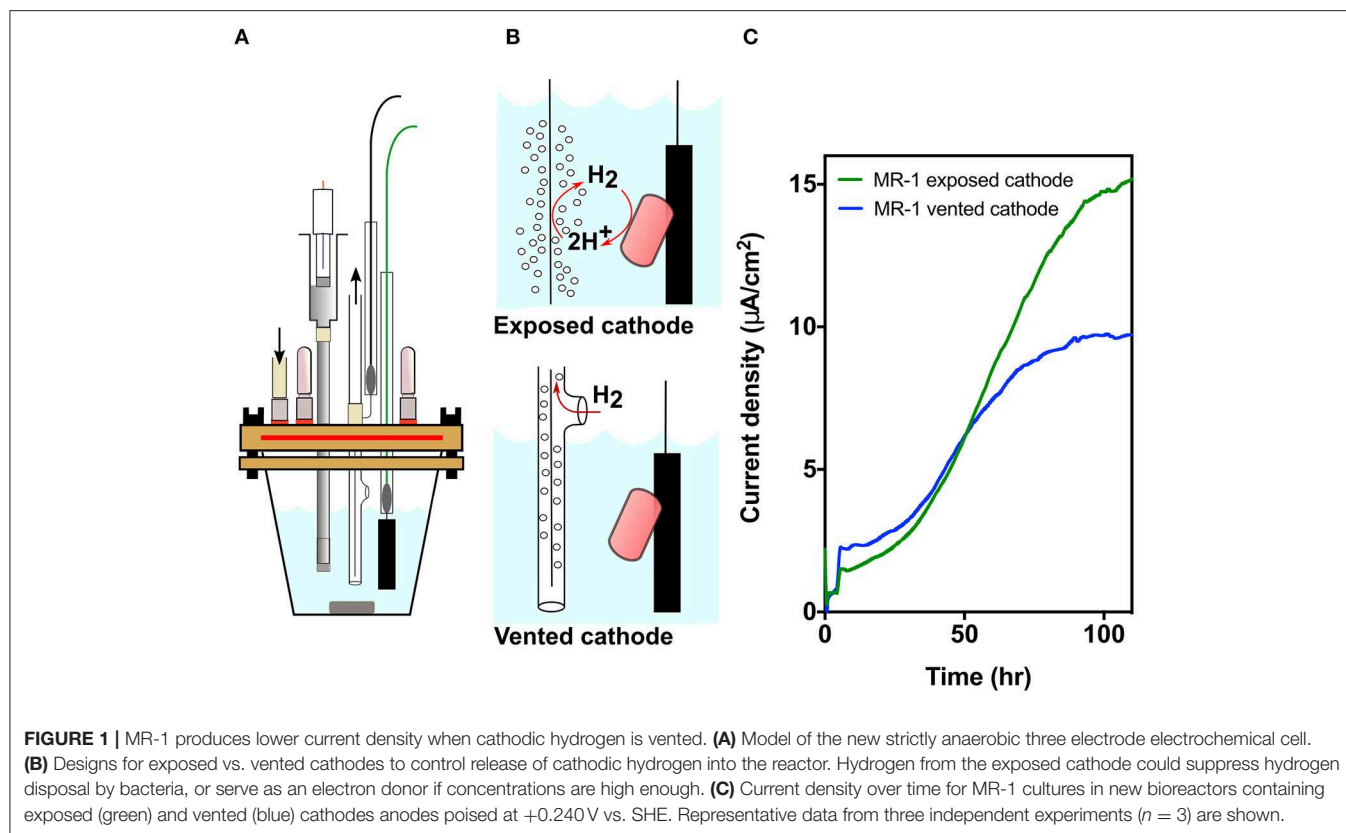 A
B
C
H2
2H+
Exposed cathode
H2
Vented cathode
MR-1 exposed cathode
MR-1 vented cathode
15
10
5
0
Current density (µA/cm2)
0
50
100
Time (hr)
FIGURE 1 | MR-1 produces lower current density when cathodic hydrogen is vented. (A) Model of the new strictly anaerobic three electrode electrochemical cell.
(B) Designs for exposed vs. vented cathodes to control release of cathodic hydrogen into the reactor. Hydrogen from the exposed cathode could suppress hydrogen
disposal by bacteria, or serve as an electron donor if concentrations are high enough. (C) Current density over time for MR-1 cultures in new bioreactors containing
exposed (green) and vented (blue) cathodes anodes poised at +0.240 V vs. SHE. Representative data from three independent experiments (n = 3) are shown.